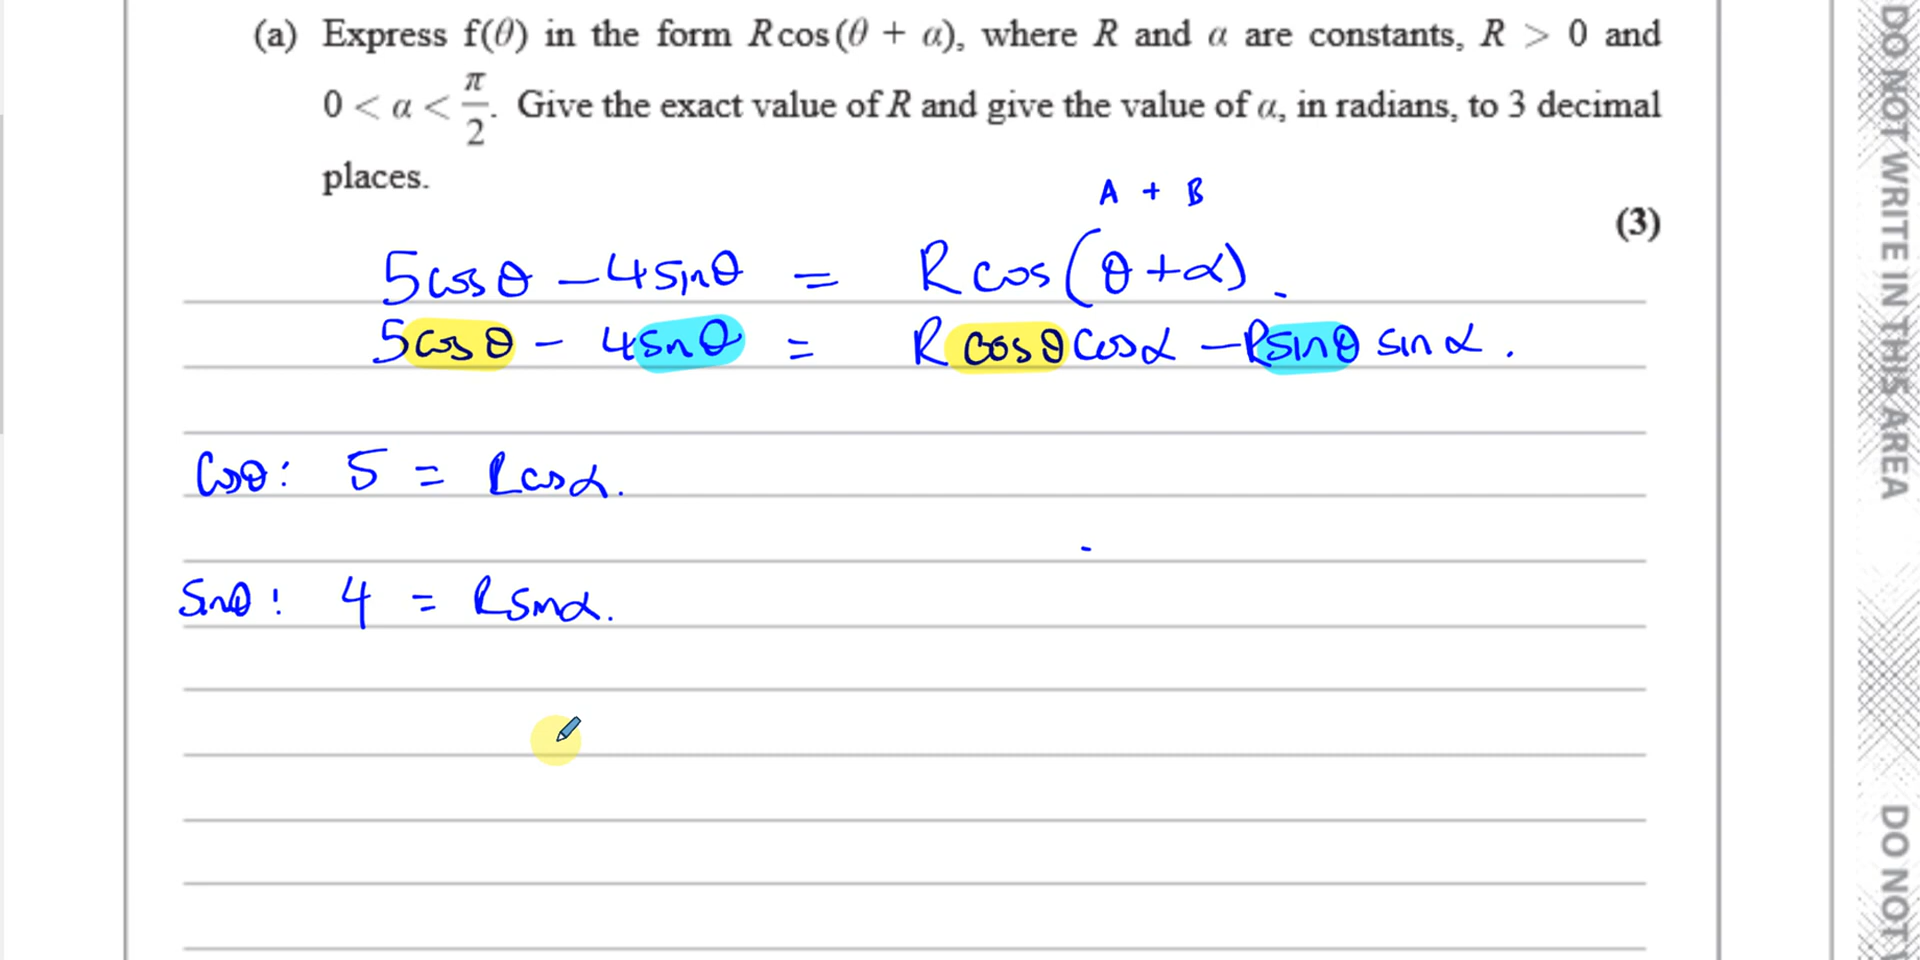 (a) Express f(θ) in the form R cos(θ + α), where R and α are constants, R > 0 and
0 < α < π/2. Give the exact value of R and give the value of α, in radians, to 3 decimal
places.
A + B
(3)
5cosθ - 4sinθ = Rcos(θ+α).
5cosθ - 4sinθ = Rcosθcosα - Rsinθ sinα.
Cosθ: 5 = Rcosα.
Sinθ: 4 = Rsinα.
DO NOT WRITE IN THIS AREA
DO NOT